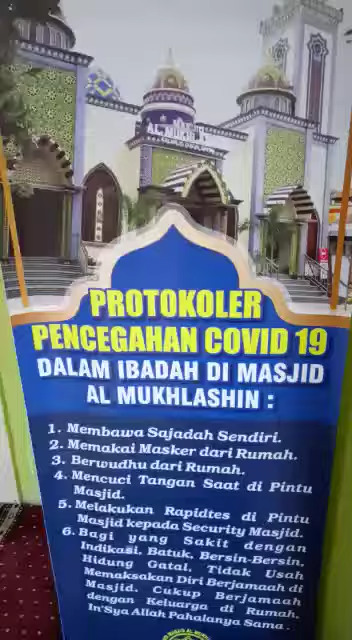 AL MUKHLASHIN
PROTOKOLER
PENCEGAHAN COVID 19
DALAM IBADAH DI MASJID
AL MUKHLASHIN :
1. Membawa Sajadah Sendiri.
2. Memakai Masker dari Rumah.
3. Berwudhu dari Rumah.
4. Mencuci Tangan Saat di Pintu
Masjid.
5. Melakukan Rapidtes di Pintu
Masjid kepada Security Masjid.
6. Bagi yang Sakit dengan
Indikasi, Batuk, Bersin-Bersin,
Hidung Gatal, Tidak Usah
Memaksakan Diri Berjamaah di
Masjid. Cukup Berjamaah
dengan Keluarga di Rumah,
In'Sya Allah Pahalanya Sama.